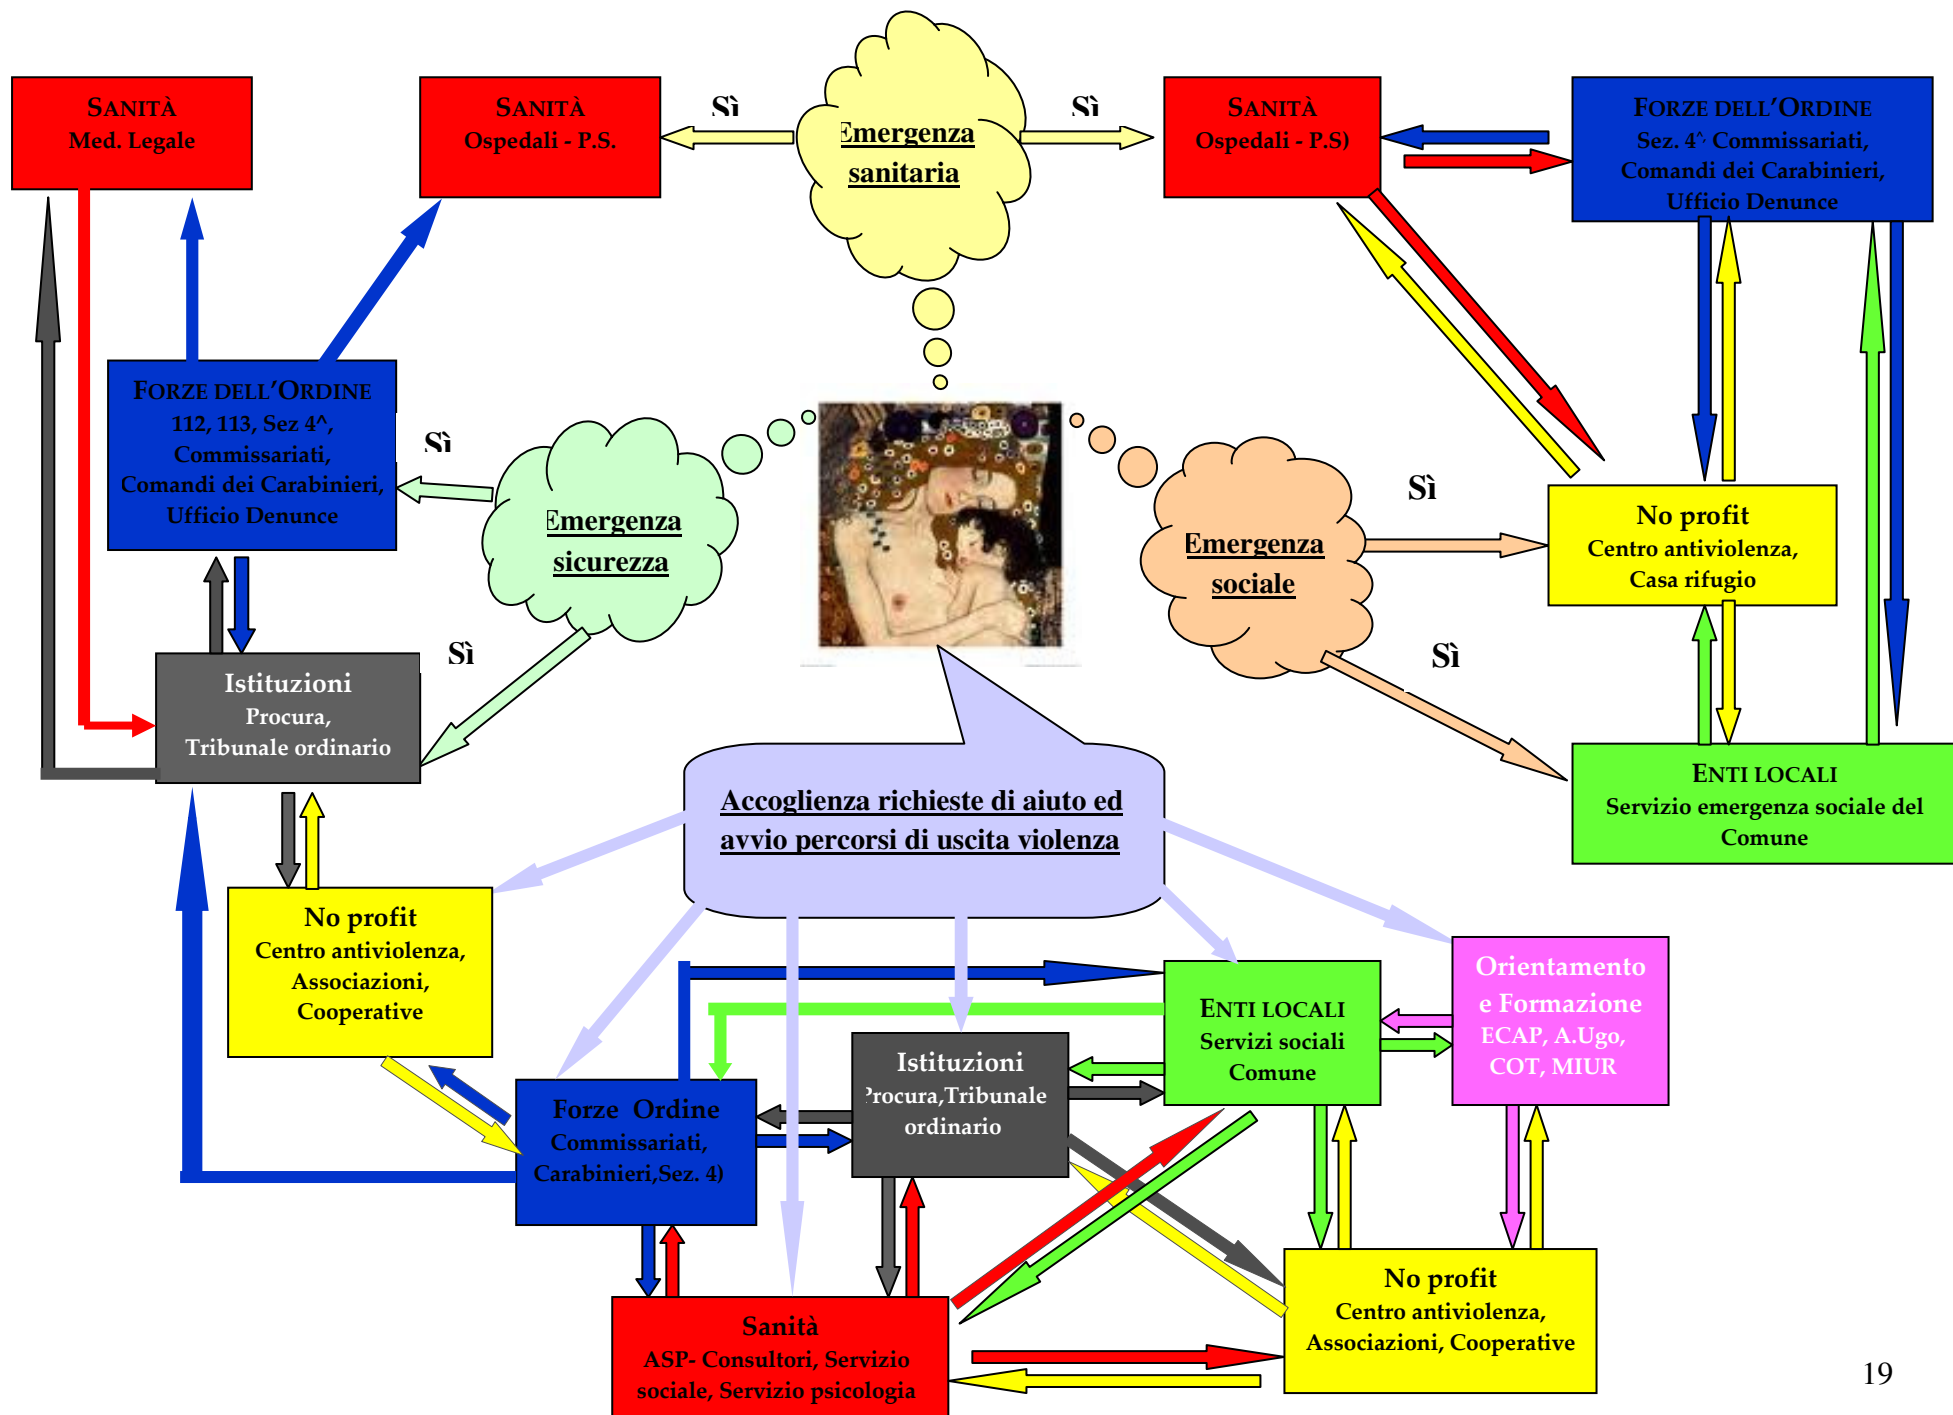 SANITÀ
Med. Legale
SANITÀ
Ospedali - P.S.
Sì
Emergenza
sanitaria
Sì
SANITÀ
Ospedali - P.S)
FORZE DELL'ORDINE
Sez. 4^, Commissariati,
Comandi dei Carabinieri,
Ufficio Denunce
FORZE DELL'ORDINE
112, 113, Sez 4^,
Commissariati,
Comandi dei Carabinieri,
Ufficio Denunce
Sì
Emergenza
sicurezza
Sì
Emergenza
sociale
Sì
Sì
No profit
Centro antiviolenza,
Casa rifugio
Istituzioni
Procura,
Tribunale ordinario
ENTI LOCALI
Servizio emergenza sociale del
Comune
Accoglienza richieste di aiuto ed
avvio percorsi di uscita violenza
No profit
Centro antiviolenza,
Associazioni,
Cooperative
Forze Ordine
Commissariati,
Carabinieri,Sez. 4)
Istituzioni
Procura,Tribunale
ordinario
ENTI LOCALI
Servizi sociali
Comune
Orientamento
e Formazione
ECAP, A.Ugo,
COT, MIUR
Sanità
ASP- Consultori, Servizio
sociale, Servizio psicologia
No profit
Centro antiviolenza,
Associazioni, Cooperative
19